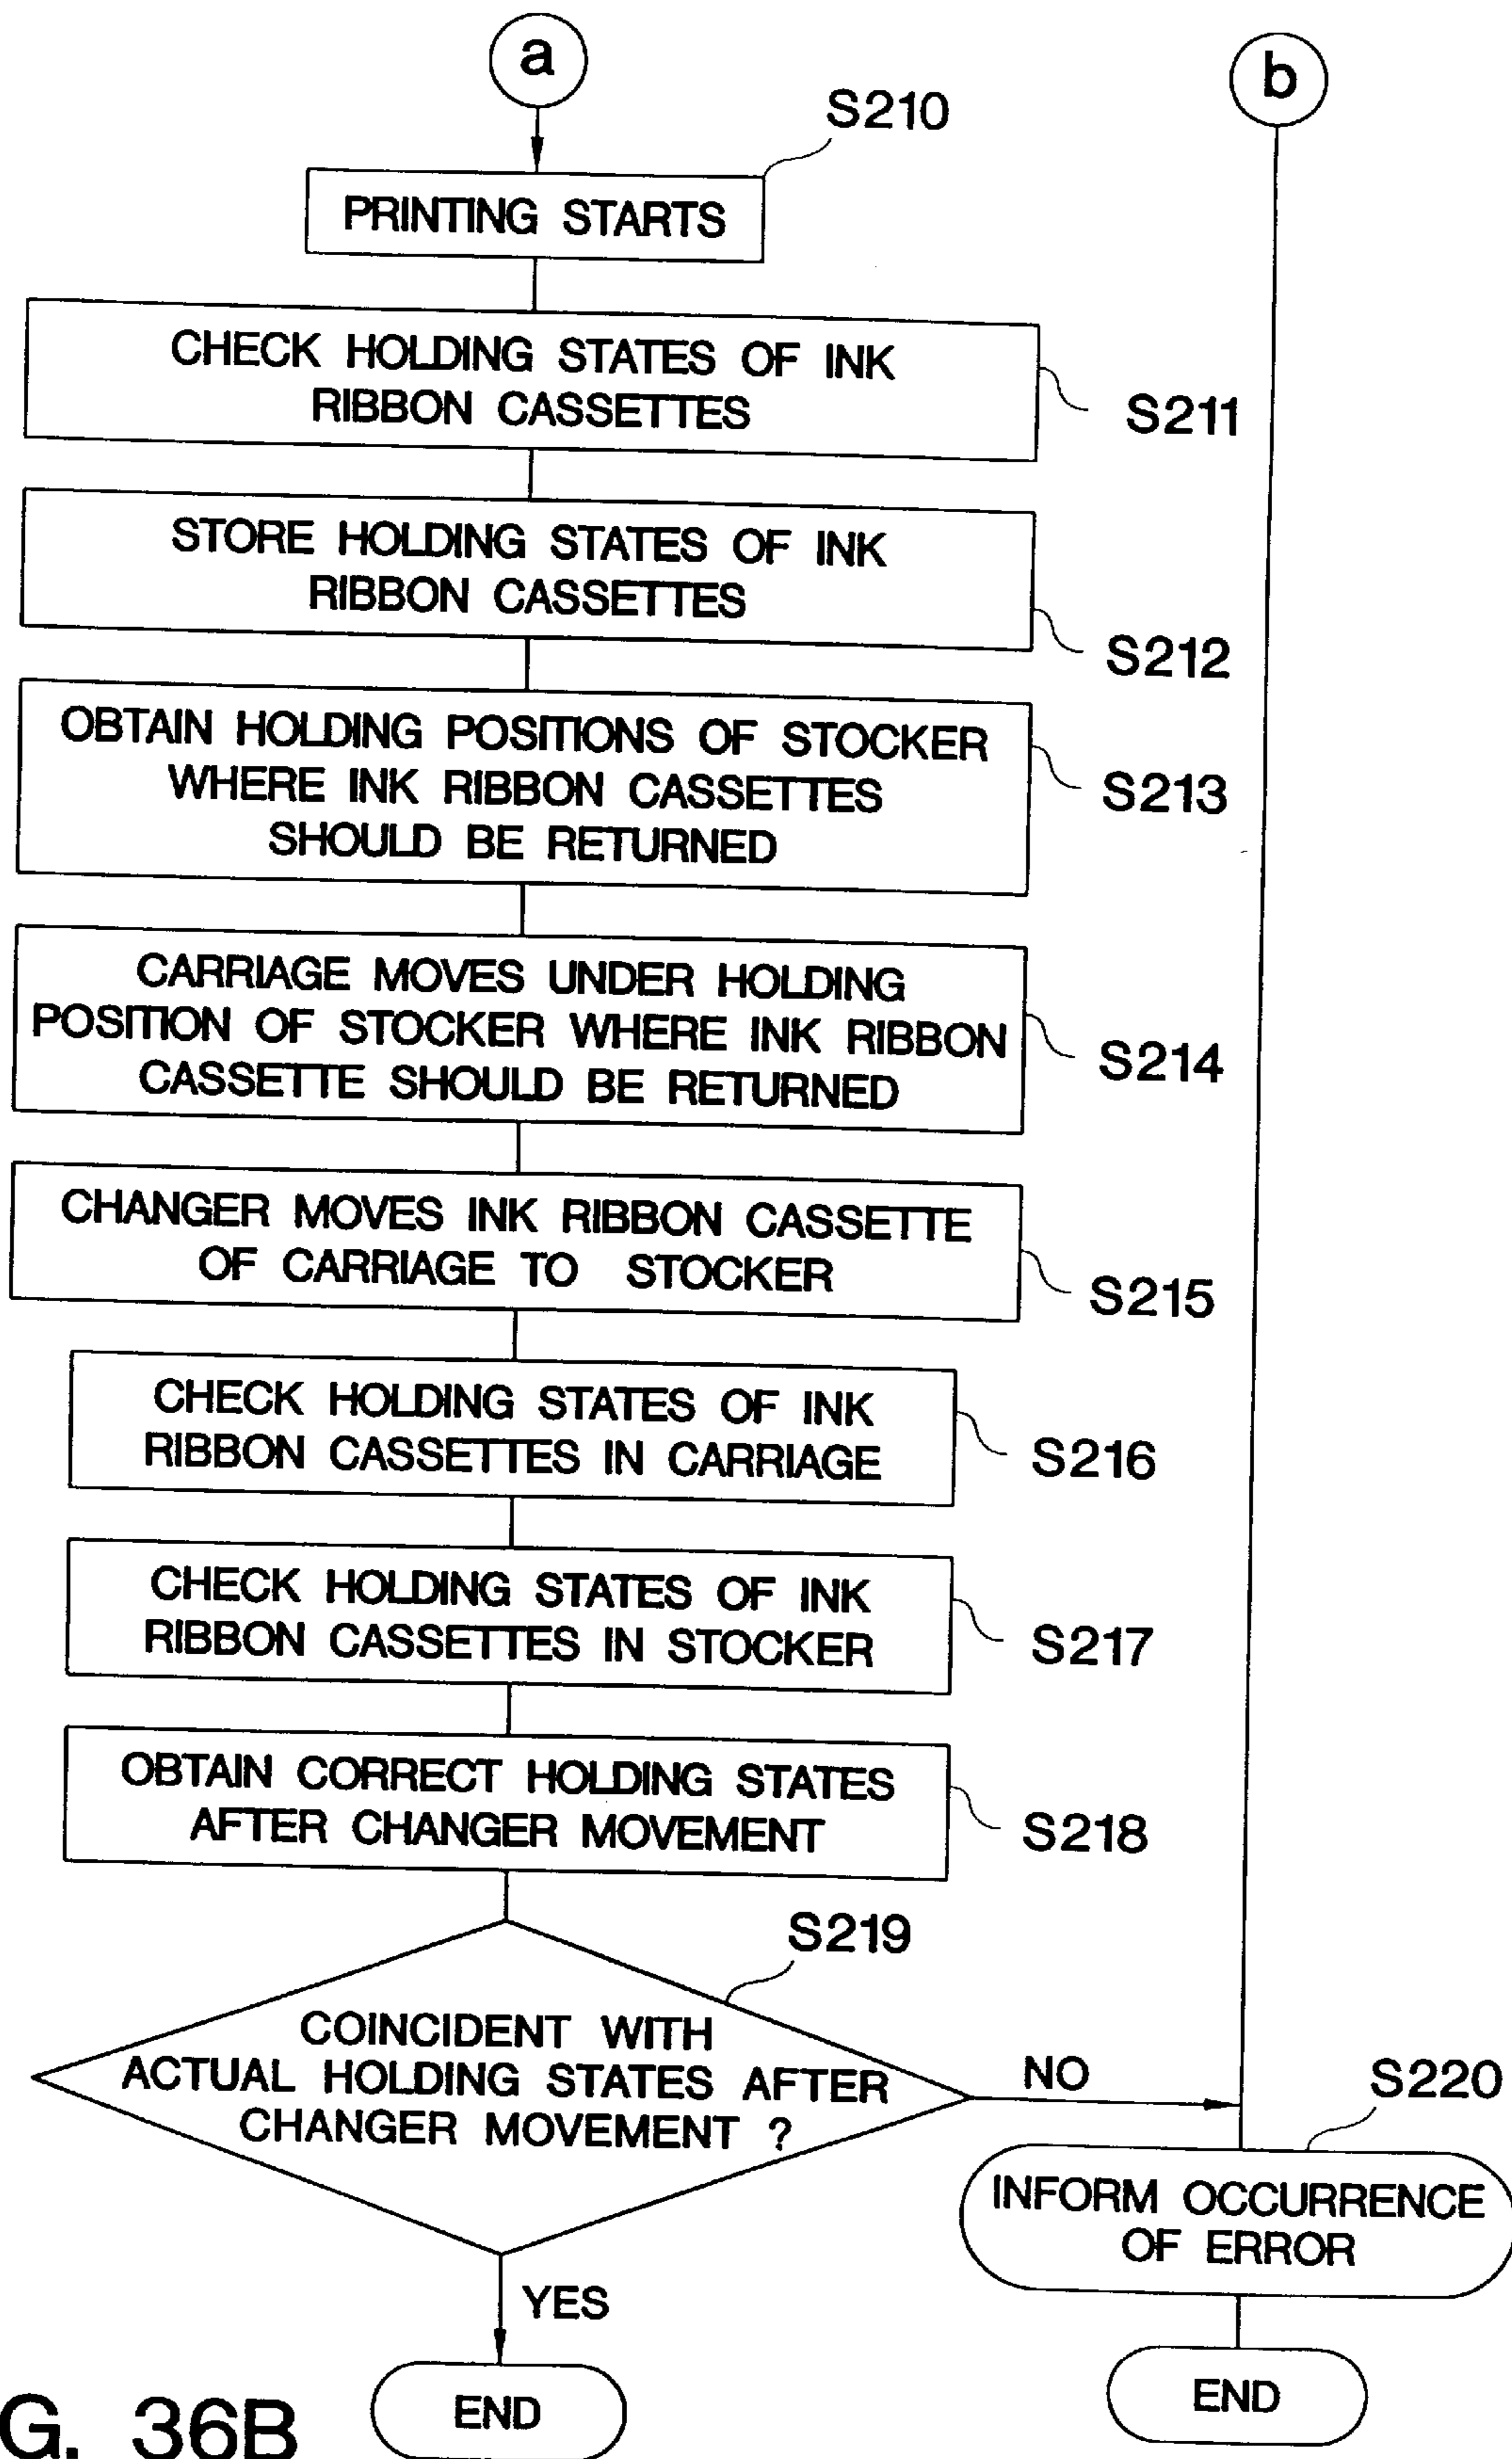 a
b
S210
PRINTING STARTS
CHECK HOLDING STATES OF INK
RIBBON CASSETTES
S211
STORE HOLDING STATES OF INK
RIBBON CASSETTES
S212
OBTAIN HOLDING POSITIONS OF STOCKER
WHERE INK RIBBON CASSETTES
SHOULD BE RETURNED
S213
CARRIAGE MOVES UNDER HOLDING
POSITION OF STOCKER WHERE INK RIBBON
CASSETTE SHOULD BE RETURNED
S214
CHANGER MOVES INK RIBBON CASSETTE
OF CARRIAGE TO STOCKER
S215
CHECK HOLDING STATES OF INK
RIBBON CASSETTES IN CARRIAGE
S216
CHECK HOLDING STATES OF INK
RIBBON CASSETTES IN STOCKER
S217
OBTAIN CORRECT HOLDING STATES
AFTER CHANGER MOVEMENT
S218
S219
COINCIDENT WITH
ACTUAL HOLDING STATES AFTER
CHANGER MOVEMENT ?
NO
S220
INFORM OCCURRENCE
OF ERROR
YES
END
END
G. 36B